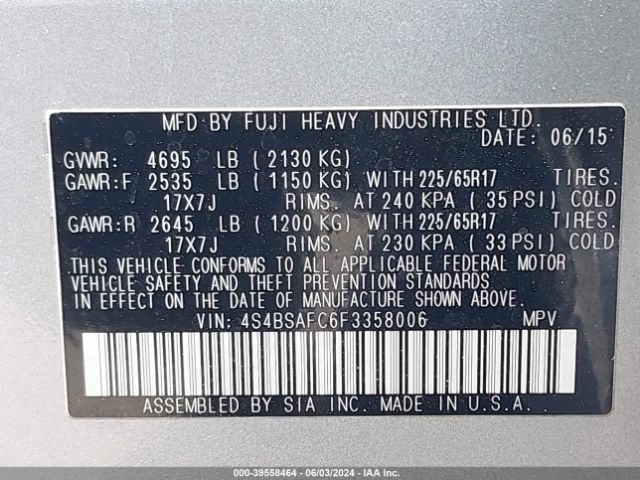 MFD BY FUJI HEAVY INDUSTRIES LTD.
DATE: 06/15
GVWR: 4695 LB (2130 KG)
GAWR:F 2535 LB (1150 KG) WITH 225/65R17 TIRES.
17X7J RIMS. AT 240 KPA (35 PSI) COLD
GAWR:R 2645 LB (1200 KG) WITH 225/65R17 TIRES.
17X7J RIMS. AT 230 KPA (33 PSI) COLD
THIS VEHICLE CONFORMS TO ALL APPLICABLE FEDERAL MOTOR
VEHICLE SAFETY AND THEFT PREVENTION STANDARDS
IN EFFECT ON THE DATE OF MANUFACTURE SHOWN ABOVE.
VIN: 4S4BSAFC6F3358006 MPV
ASSEMBLED BY SIA INC. MADE IN U.S.A.
© - 39558464 - 06/03/2024 - IAA Inc.